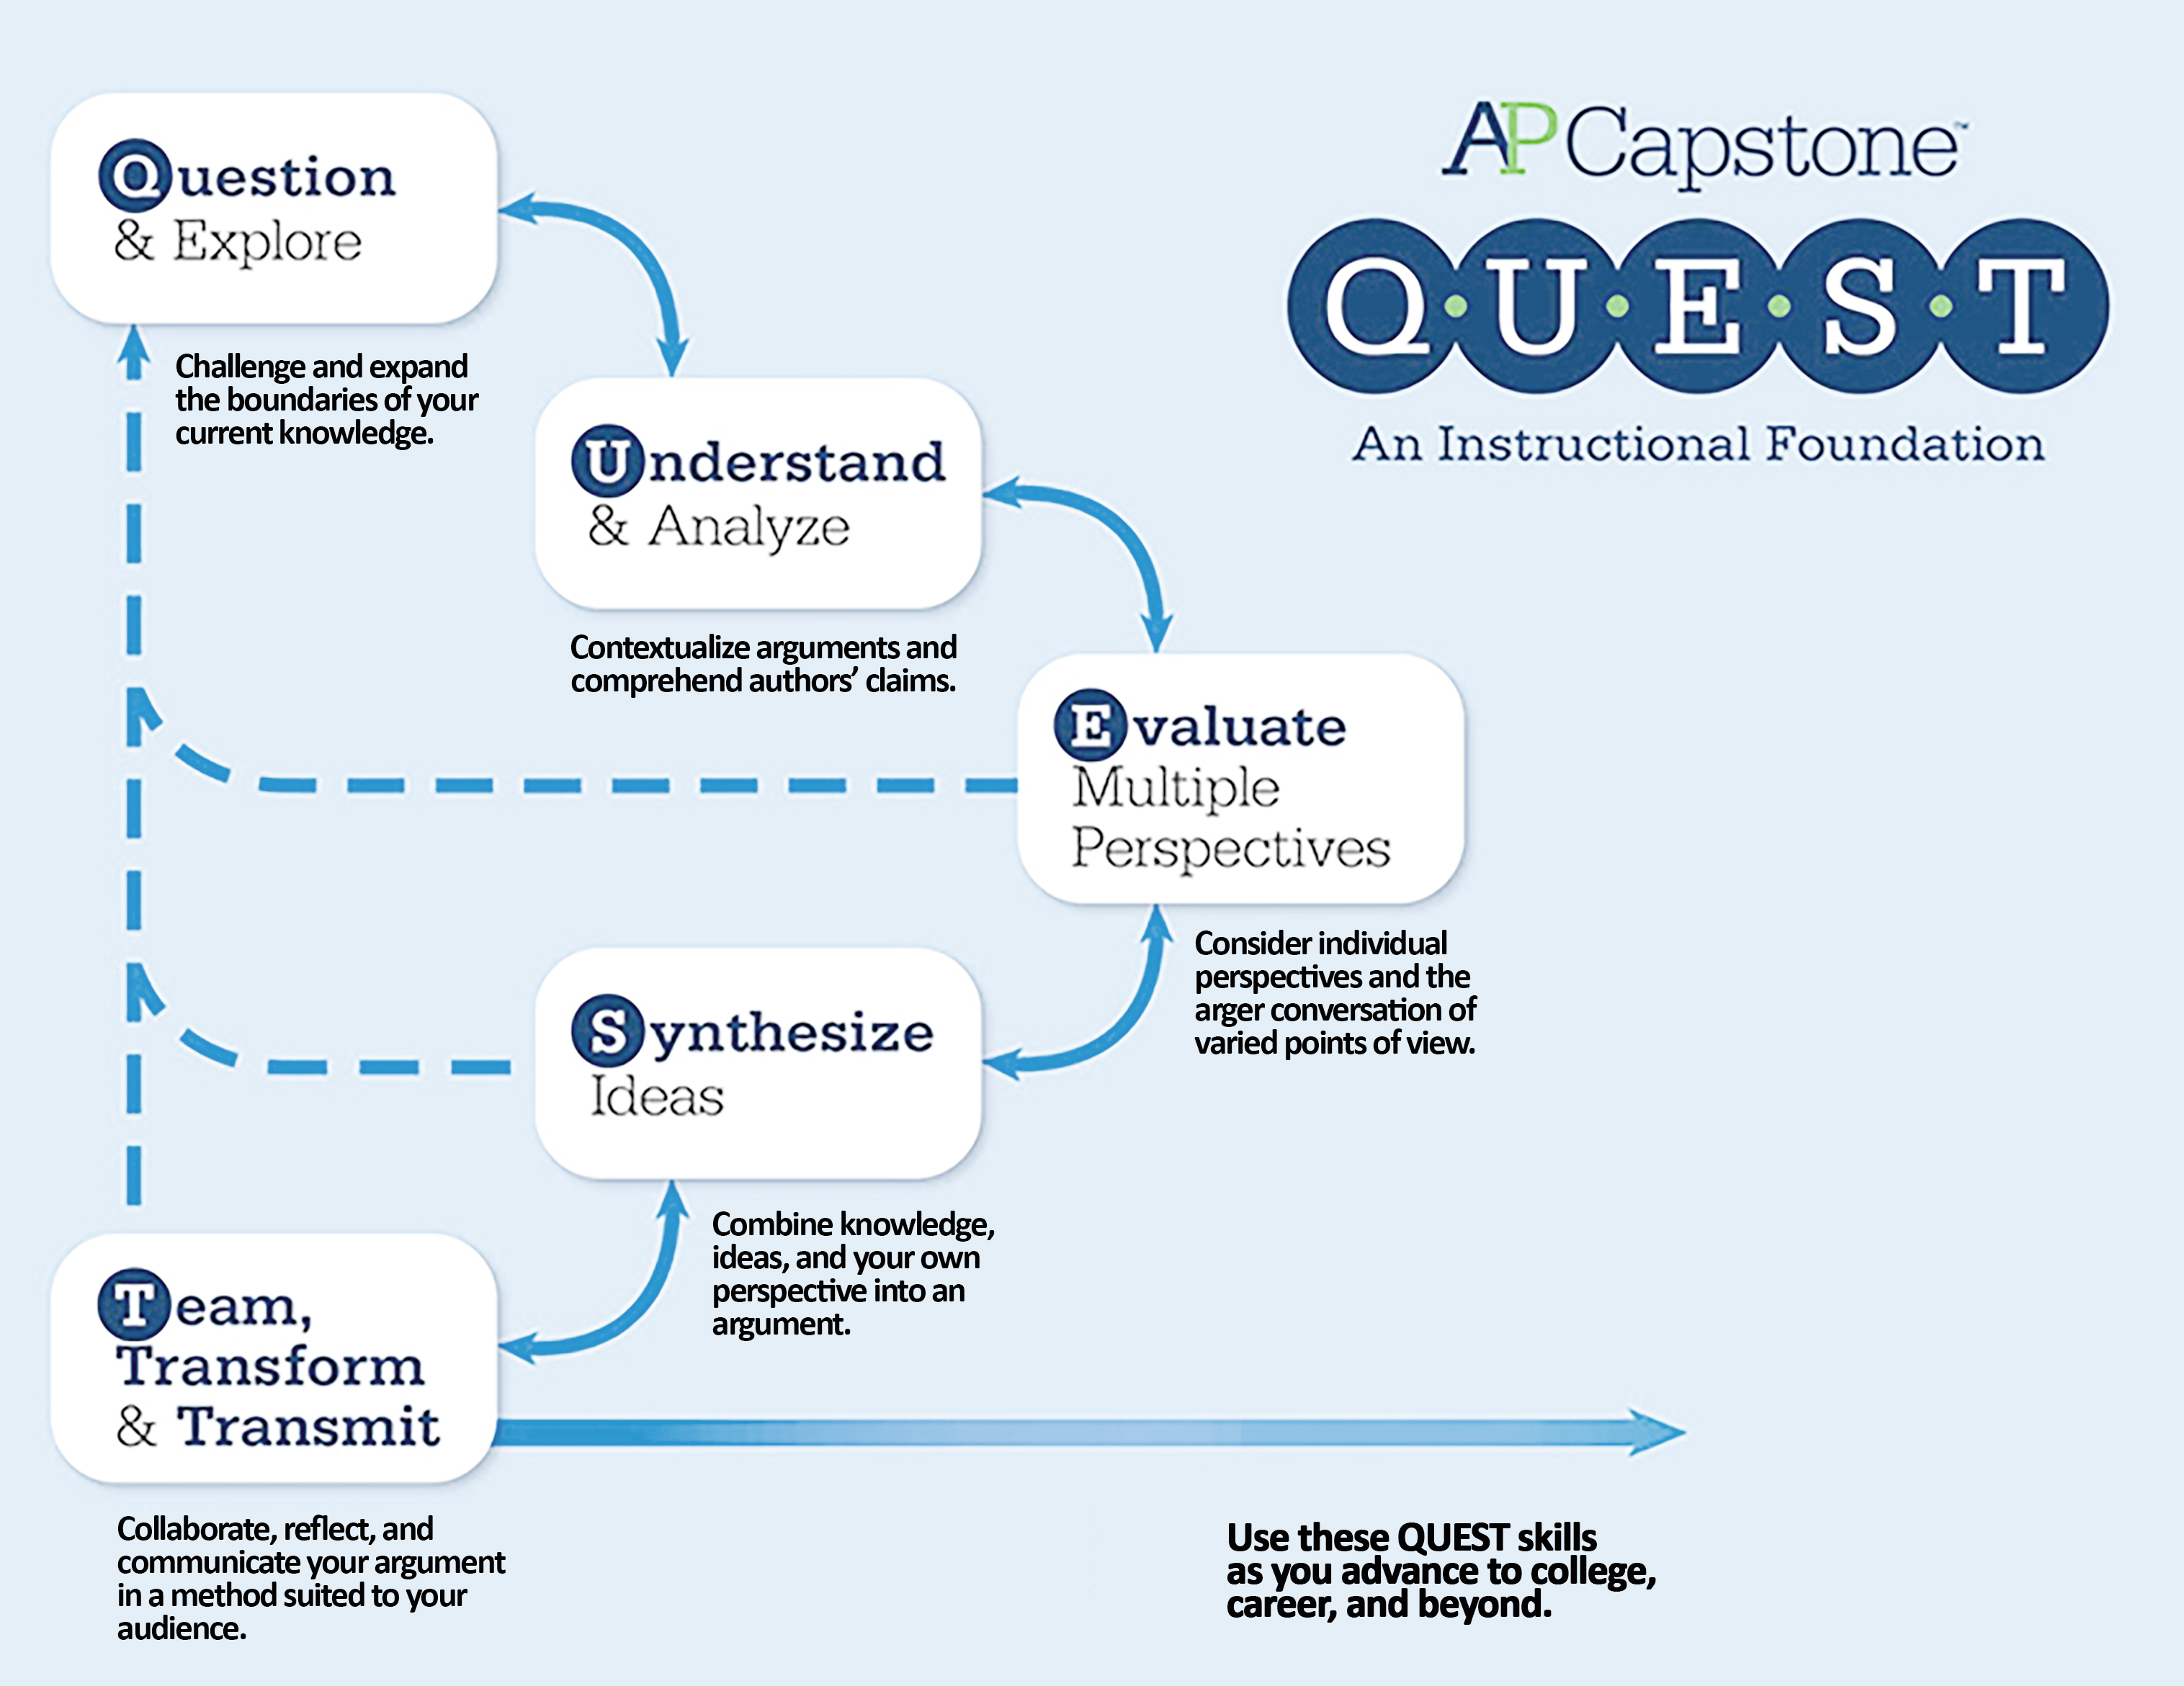 AP Capstone™
Q·U·E·S·T
An Instructional Foundation
Question
& Explore
Challenge and expand
the boundaries of your
current knowledge.
Understand
& Analyze
Contextualize arguments and
comprehend authors’ claims.
Evaluate
Multiple
Perspectives
Consider individual
perspectives and the
arger conversation of
varied points of view.
Synthesize
Ideas
Combine knowledge,
ideas, and your own
perspective into an
argument.
Team,
Transform
& Transmit
Collaborate, reflect, and
communicate your argument
in a method suited to your
audience.
Use these QUEST skills
as you advance to college,
career, and beyond.